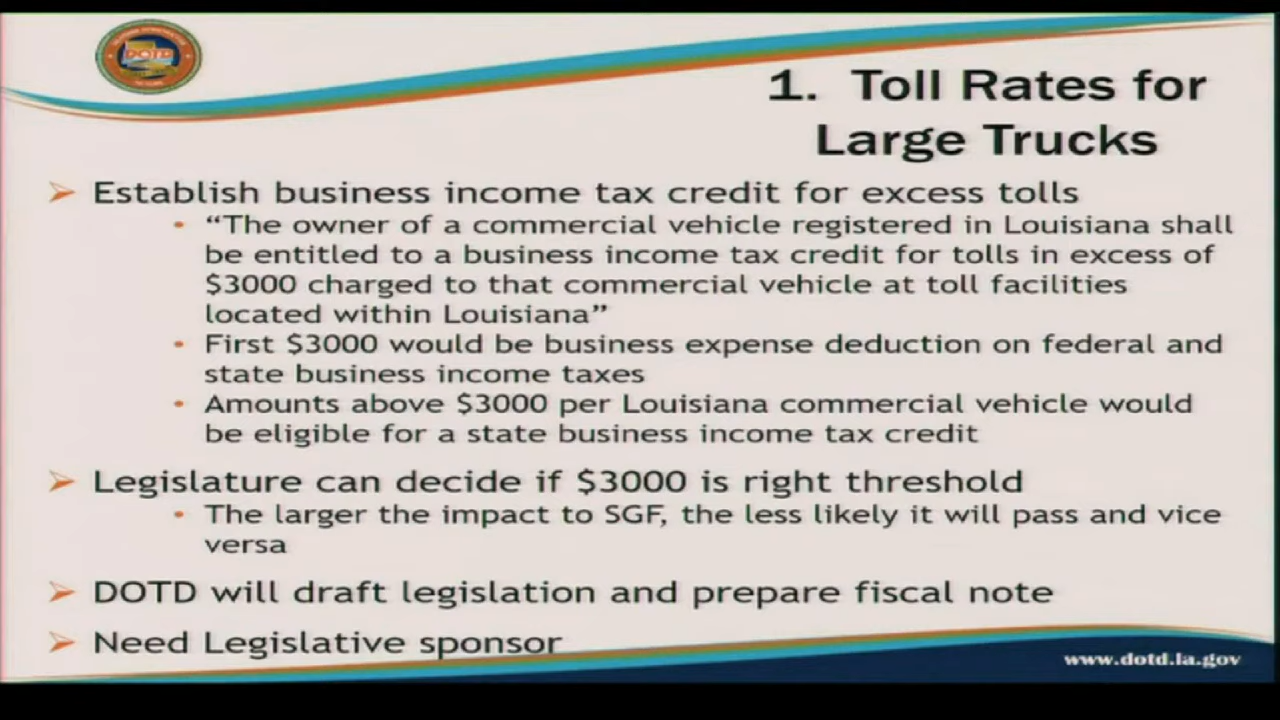 DOTD
1. Toll Rates for
Large Trucks
➢ Establish business income tax credit for excess tolls
• “The owner of a commercial vehicle registered in Louisiana shall
be entitled to a business income tax credit for tolls in excess of
$3000 charged to that commercial vehicle at toll facilities
located within Louisiana”
• First $3000 would be business expense deduction on federal and
state business income taxes
• Amounts above $3000 per Louisiana commercial vehicle would
be eligible for a state business income tax credit
➢ Legislature can decide if $3000 is right threshold
• The larger the impact to SGF, the less likely it will pass and vice
versa
➢ DOTD will draft legislation and prepare fiscal note
➢ Need Legislative sponsor
www.dotd.la.gov